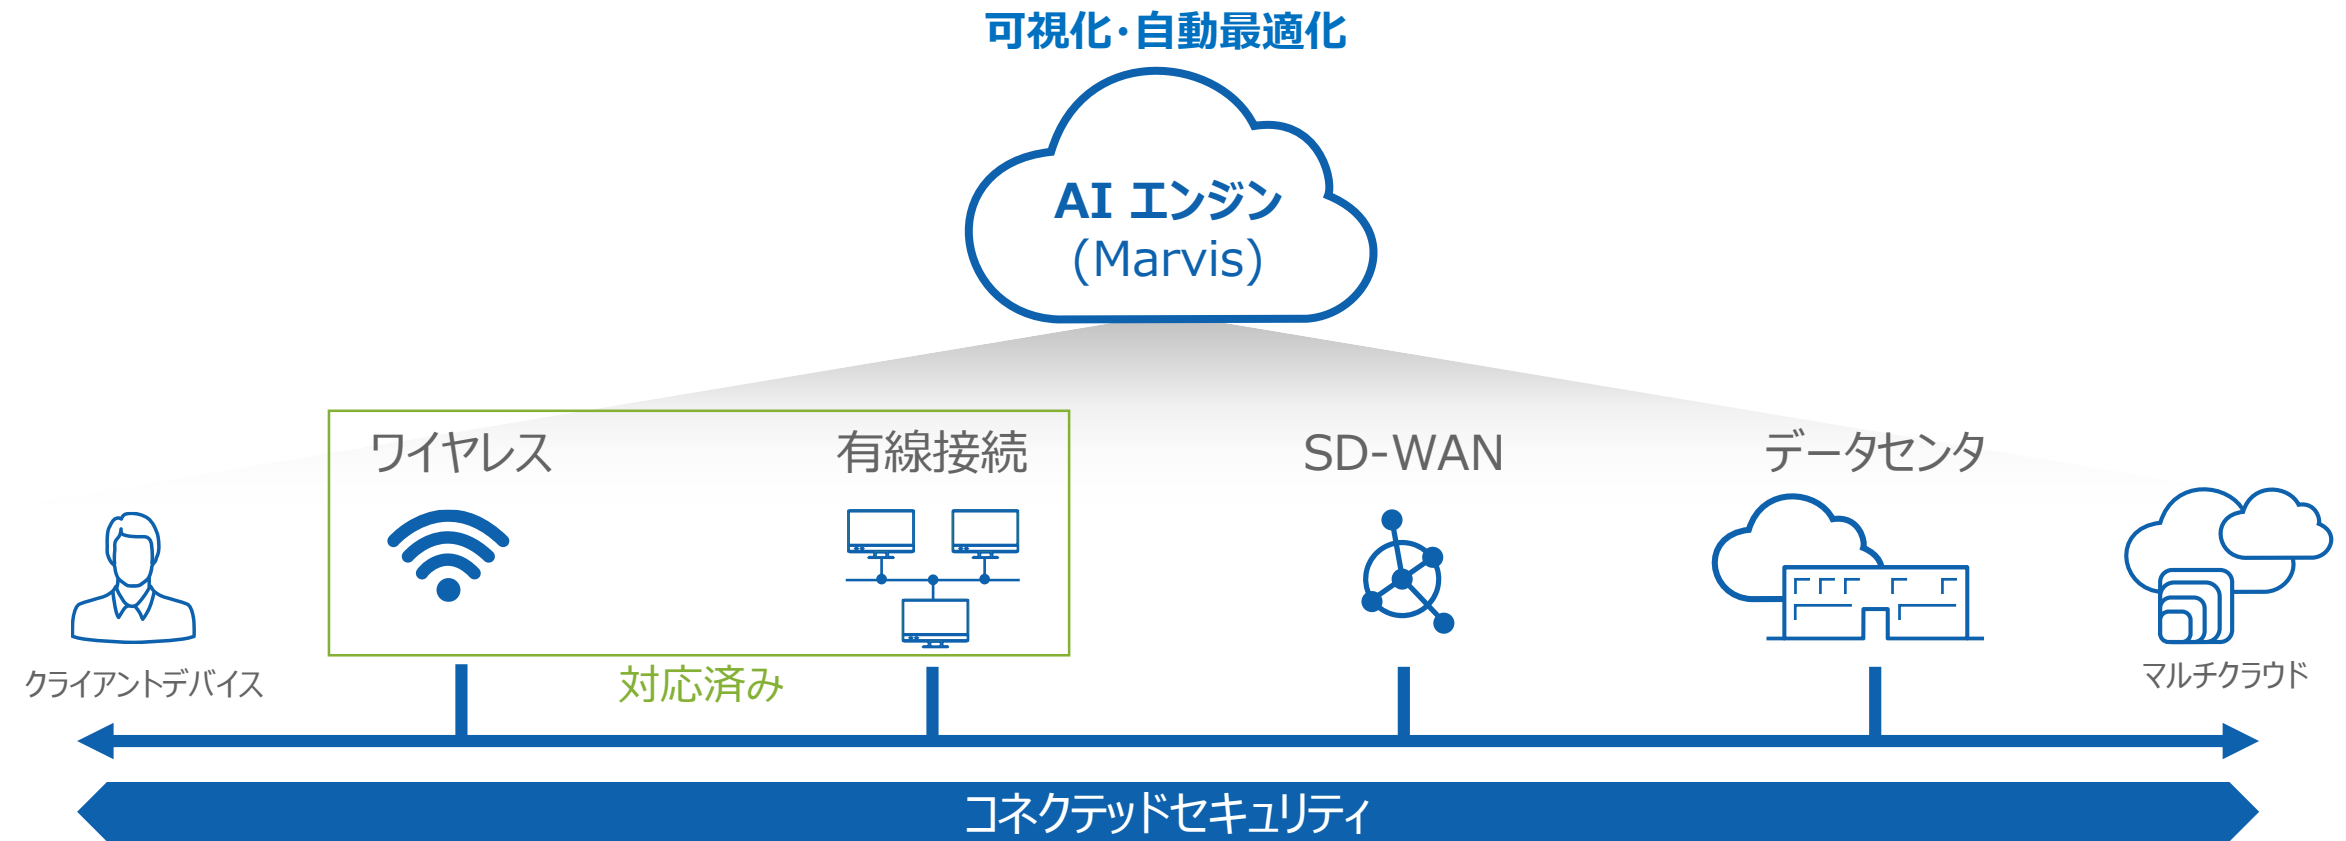 可視化・自動最適化
AI エンジン
(Marvis)
ワイヤレス
有線接続
SD-WAN
データセンタ
クライアントデバイス
対応済み
マルチクラウド
コネクテッドセキュリティ